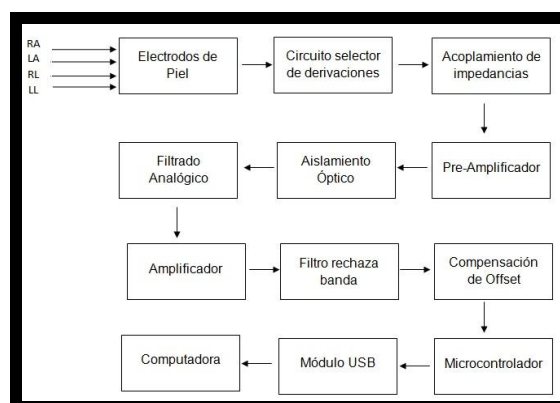 RA
LA
RL
LL
Electrodos de
Piel
Circuito selector
de derivaciones
Acoplamiento de
impedancias
Pre-Amplificador
Aislamiento
Óptico
Filtrado
Analógico
Amplificador
Filtro rechaza
banda
Compensación
de Offset
Microcontrolador
Módulo USB
Computadora